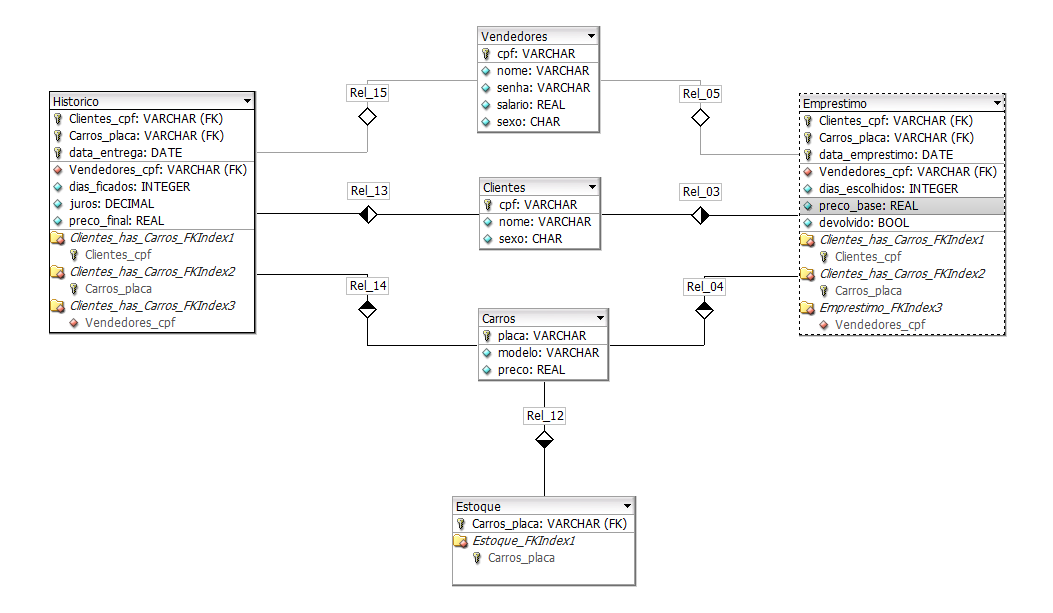 Vendedores
cpf: VARCHAR
nome: VARCHAR
senha: VARCHAR
salario: REAL
sexo: CHAR
Rel_15
Rel_05
Historico
Clientes_cpf: VARCHAR (FK)
Carros_placa: VARCHAR (FK)
data_entrega: DATE
Vendedores_cpf: VARCHAR (FK)
dias_ficados: INTEGER
juros: DECIMAL
preco_final: REAL
Clientes_has_Carros_FKIndex1
Clientes_cpf
Clientes_has_Carros_FKIndex2
Carros_placa
Clientes_has_Carros_FKIndex3
Vendedores_cpf
Rel_13
Clientes
cpf: VARCHAR
nome: VARCHAR
sexo: CHAR
Rel_03
Emprestimo
Clientes_cpf: VARCHAR (FK)
Carros_placa: VARCHAR (FK)
data_emprestimo: DATE
Vendedores_cpf: VARCHAR (FK)
dias_escolhidos: INTEGER
preco_base: REAL
devolvido: BOOL
Clientes_has_Carros_FKIndex1
Clientes_cpf
Clientes_has_Carros_FKIndex2
Carros_placa
Emprestimo_FKIndex3
Vendedores_cpf
Rel_14
Rel_04
Carros
placa: VARCHAR
modelo: VARCHAR
preco: REAL
Rel_12
Estoque
Carros_placa: VARCHAR (FK)
Estoque_FKIndex1
Carros_placa